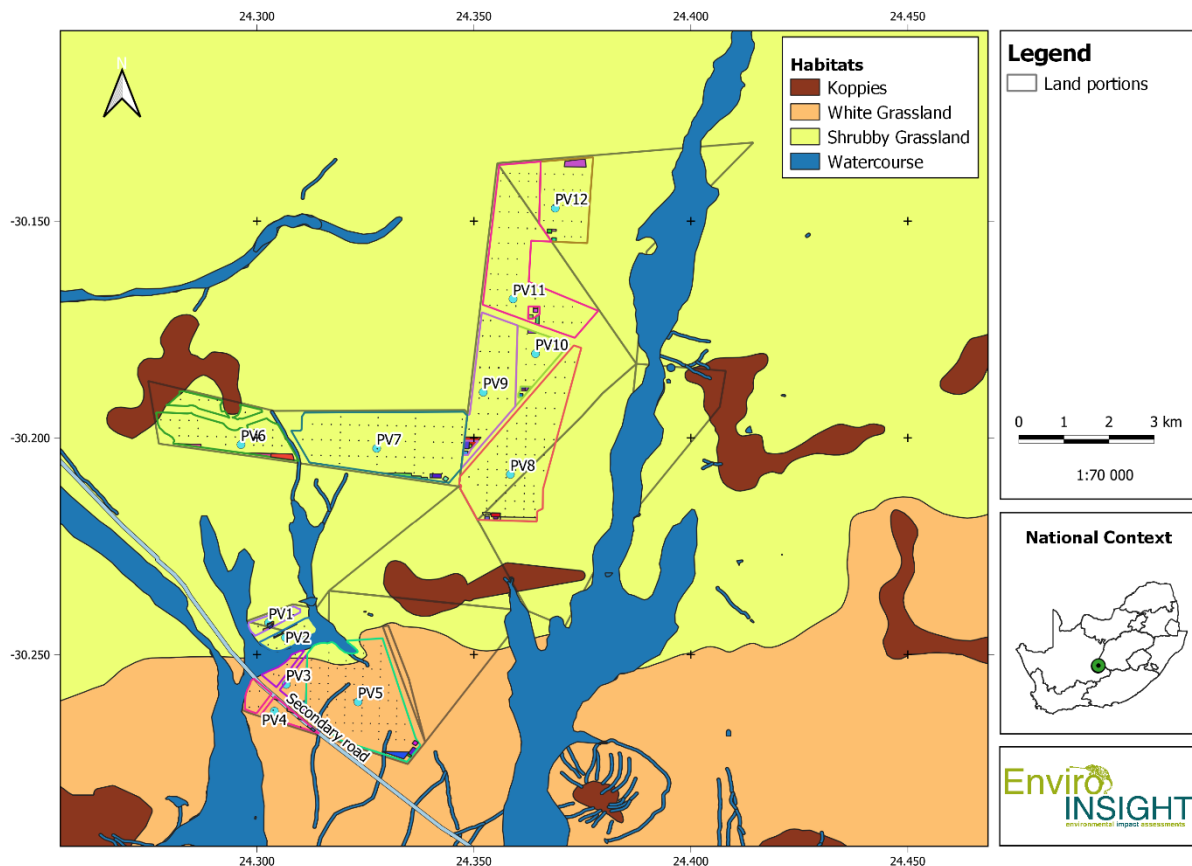 24.300
24.350
24.400
24.450
N
Habitats
Koppies
White Grassland
Shrubby Grassland
Watercourse
Legend
Land portions
-30.150
-30.200
-30.250
PV12
PV11
PV10
PV9
PV6
PV7
PV8
PV1
PV2
PV3
PV5
PV4
Secondary road
0 1 2 3 km
1:70 000
National Context
Enviro
INSIGHT
environmental impact assessments
24.300
24.350
24.400
24.450